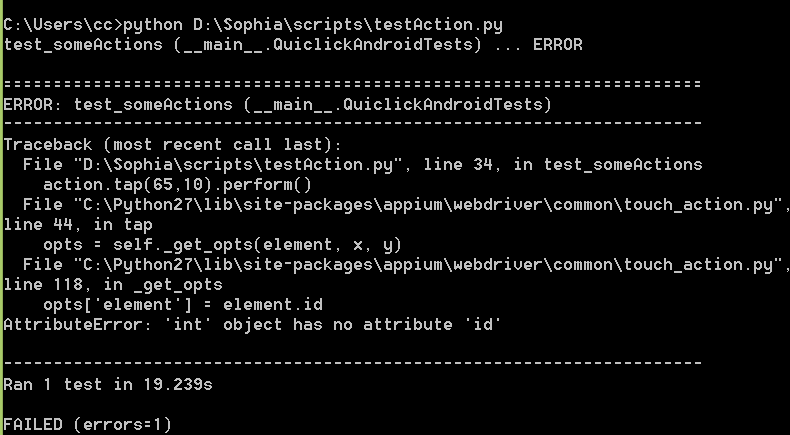 C:\Users\cc>python D:\Sophia\scripts\testAction.py
test_someActions (__main__.QuiclickAndroidTests) ... ERROR
======================================================================
ERROR: test_someActions (__main__.QuiclickAndroidTests)
----------------------------------------------------------------------
Traceback (most recent call last):
  File "D:\Sophia\scripts\testAction.py", line 34, in test_someActions
    action.tap(65,10).perform()
  File "C:\Python27\lib\site-packages\appium\webdriver\common\touch_action.py",
line 44, in tap
    opts = self._get_opts(element, x, y)
  File "C:\Python27\lib\site-packages\appium\webdriver\common\touch_action.py",
line 118, in _get_opts
    opts['element'] = element.id
AttributeError: 'int' object has no attribute 'id'
----------------------------------------------------------------------
Ran 1 test in 19.239s
FAILED (errors=1)